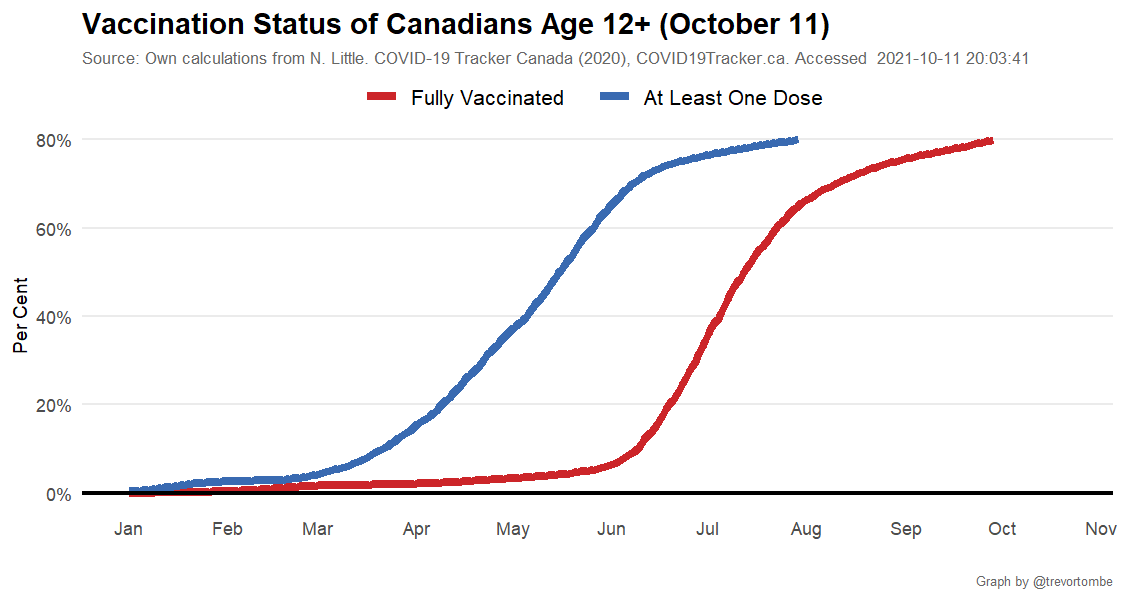 Vaccination Status of Canadians Age 12+ (October 11)
Source: Own calculations from N. Little. COVID-19 Tracker Canada (2020), COVID19Tracker.ca. Accessed  2021-10-11 20:03:41
Fully Vaccinated At Least One Dose
80%
60%
40%
20%
0%
Per Cent
Jan Feb Mar Apr May Jun Jul Aug Sep Oct Nov
Graph by @trevortombe